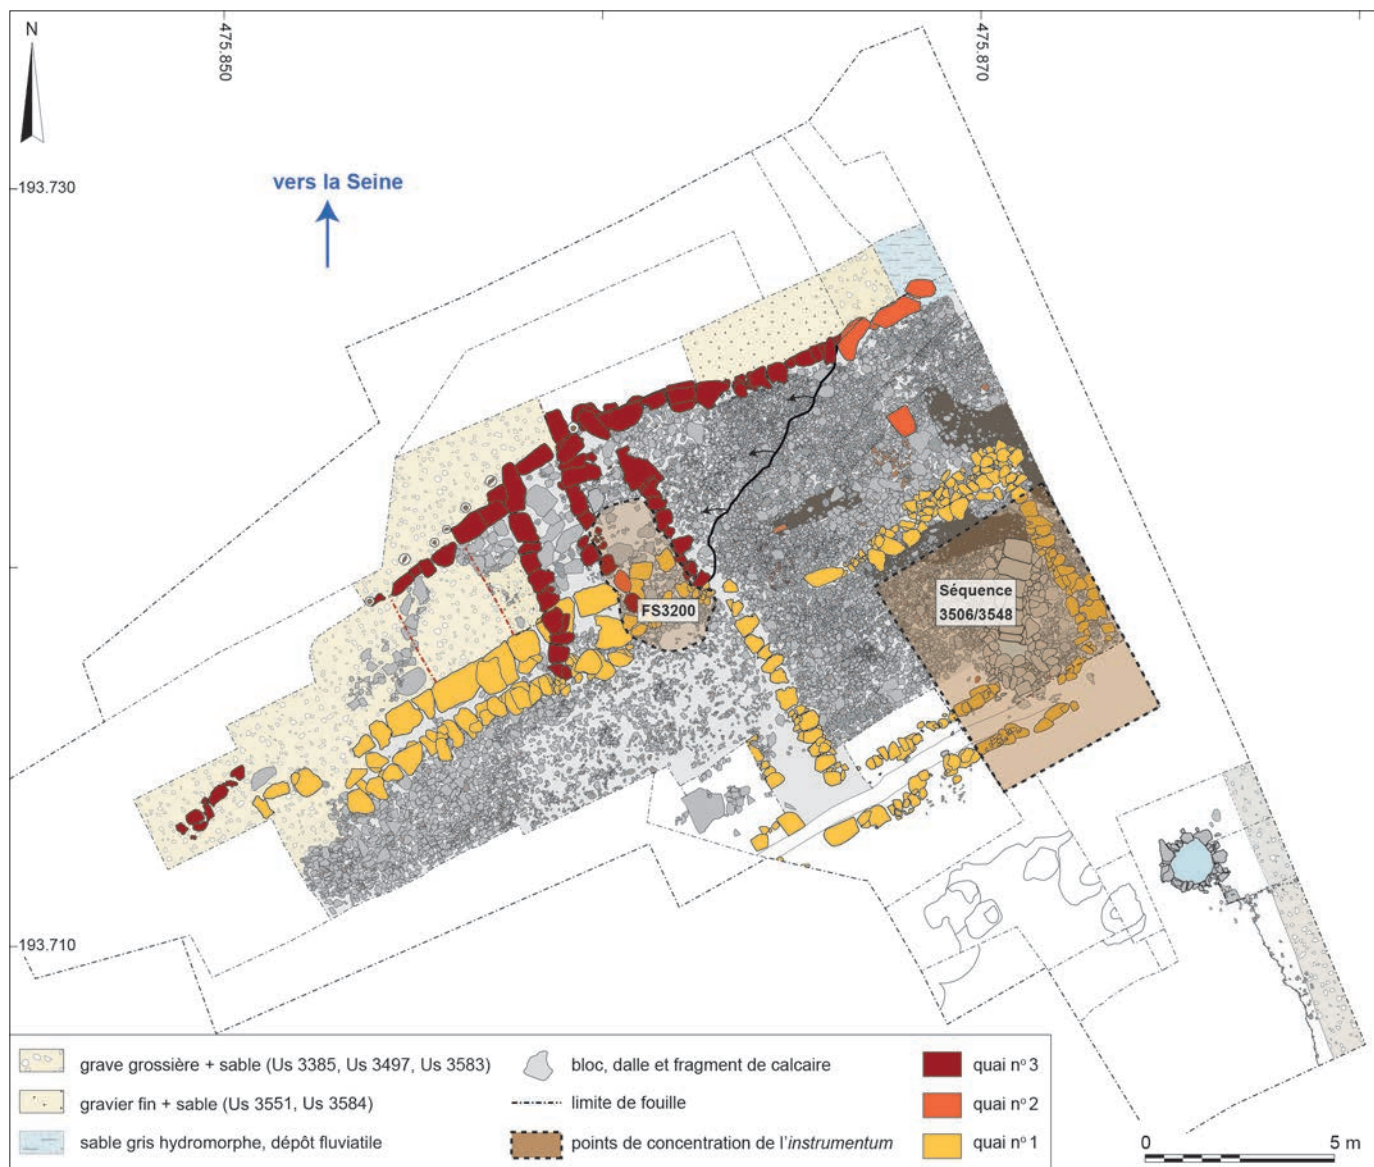 N
475.850
475.870
193.730
vers la Seine
Séquence
3506/3548
FS3200
193.710
grave grossière + sable (Us 3385, Us 3497, Us 3583)
gravier fin + sable (Us 3551, Us 3584)
sable gris hydromorphe, dépôt fluviatile
bloc, dalle et fragment de calcaire
limite de fouille
points de concentration de l'instrumentum
quai n° 3
quai n° 2
quai n° 1
0 5 m